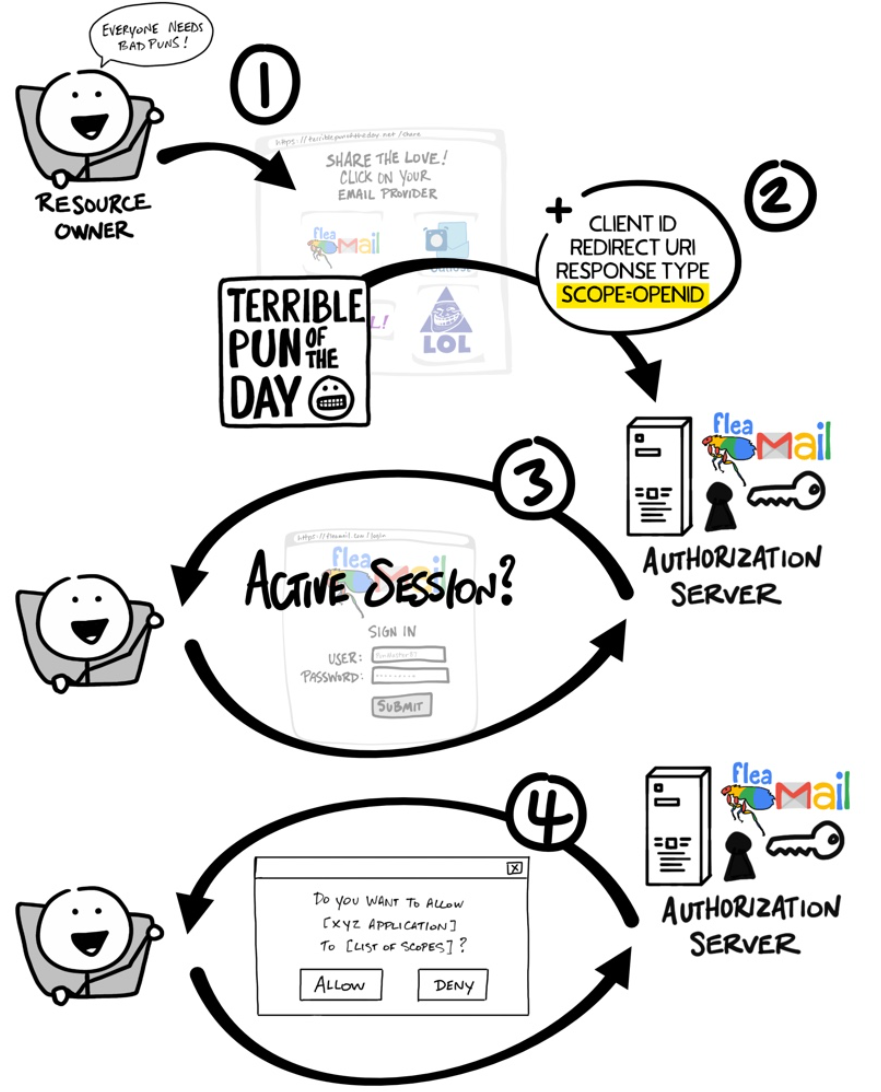 EVERYONE NEEDS
BAD PUNS!
1
RESOURCE
OWNER
https://terriblepunoftheday.net/share
SHARE THE LOVE!
CLICK ON YOUR
EMAIL PROVIDER
flea
Mail
L!
LOL
TERRIBLE
PUN OF THE
DAY
2
+
CLIENT ID
REDIRECT URI
RESPONSE TYPE
SCOPE=OPENID
flea
Mail
AUTHORIZATION
SERVER
3
https://fleamail.com/login
flea
Mail
ACTIVE SESSION?
SIGN IN
USER:
PASSWORD:
SUBMIT
4
flea
Mail
AUTHORIZATION
SERVER
X
DO YOU WANT TO ALLOW
[XYZ APPLICATION]
TO [LIST OF SCOPES]?
ALLOW
DENY